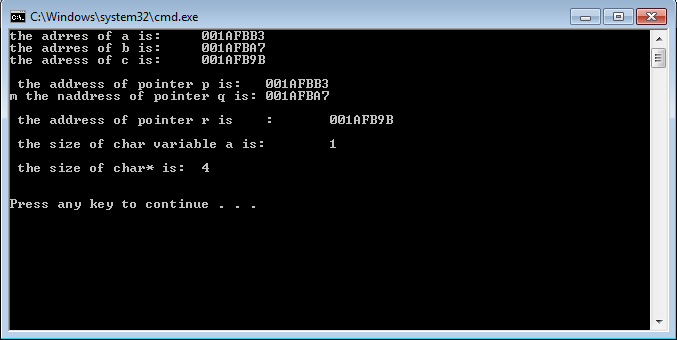 C:\Windows\system32\cmd.exe
the adrres of a is:     001AFBB3
the adrres of b is:     001AFBA7
the adress of c is:     001AFB9B
the address of pointer p is:   001AFBB3
m the naddress of pointer q is: 001AFBA7
the address of pointer r is    :       001AFB9B
the size of char variable a is:        1
the size of char* is:  4
Press any key to continue . . .